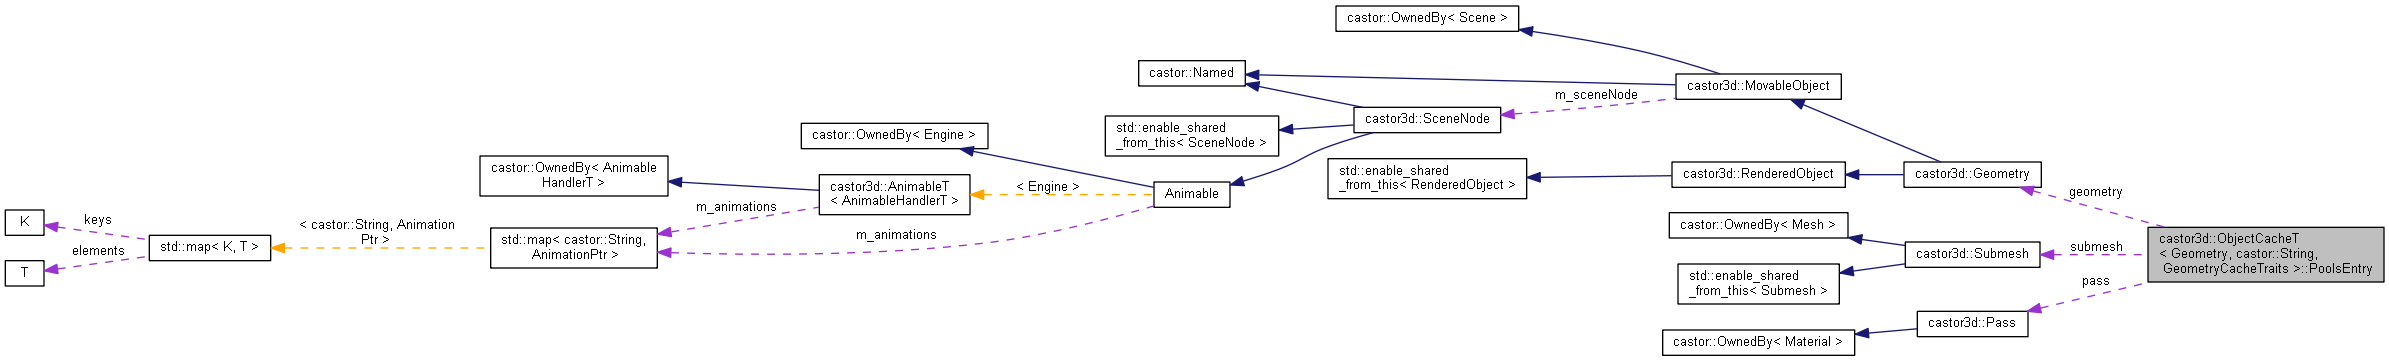 castor::OwnedBy< Scene >
castor::Named
castor3d::MovableObject
m_sceneNode
castor3d::SceneNode
std::enable_shared
_from_this< SceneNode >
castor::OwnedBy< Engine >
castor::OwnedBy< Animable
HandlerT >
castor3d::AnimableT
< AnimableHandlerT >
< Engine >
Animable
std::enable_shared
_from_this< RenderedObject >
castor3d::RenderedObject
castor3d::Geometry
geometry
m_animations
m_animations
K
keys
T
elements
std::map< K, T >
< castor::String, Animation
Ptr >
std::map< castor::String,
AnimationPtr >
castor::OwnedBy< Mesh >
castor3d::Submesh
submesh
std::enable_shared
_from_this< Submesh >
castor3d::ObjectCacheT
< Geometry, castor::String,
GeometryCacheTraits >::PoolsEntry
pass
castor3d::Pass
castor::OwnedBy< Material >